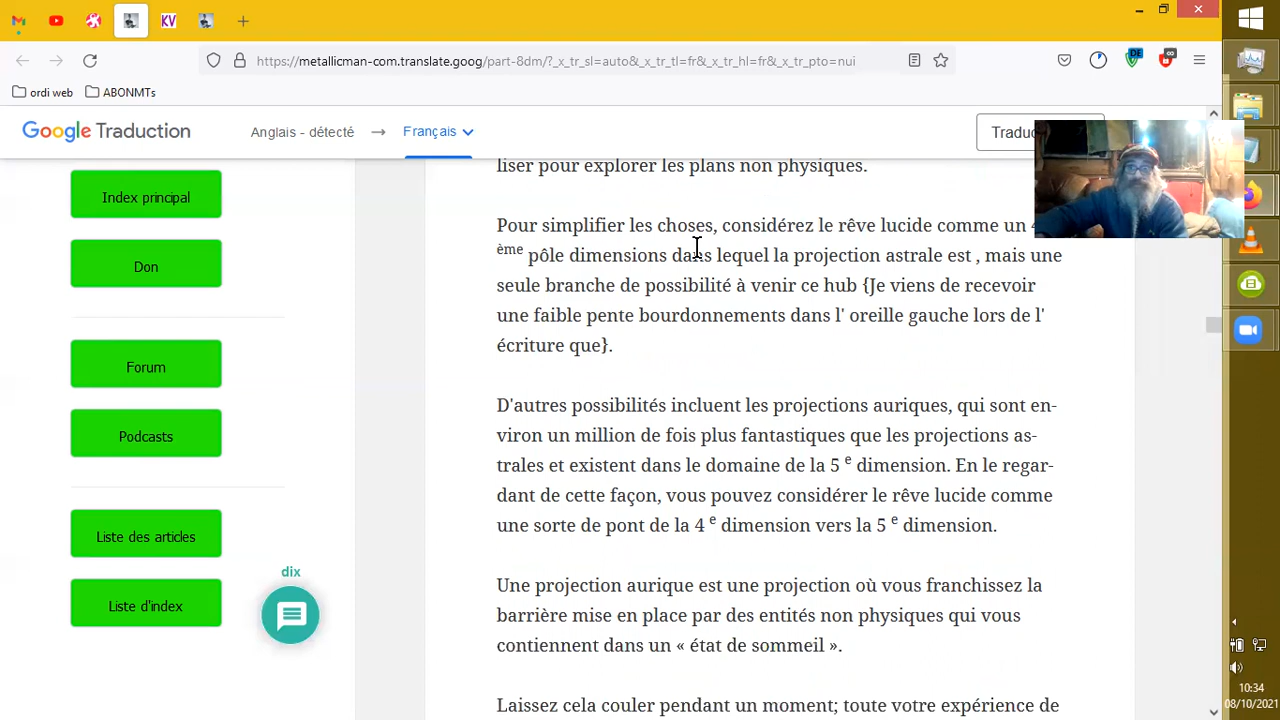 KV
https://metallicman-com.translate.goog/part-8dm/?_x_tr_sl=auto&_x_tr_tl=fr&_x_tr_hl=fr&_x_tr_pto=nui
DE
∞
ordi web
ABONMTs
Google Traduction
Anglais - détecté
Français
Traduc
Index principal
Don
Forum
Podcasts
Liste des articles
dix
Liste d'index
liser pour explorer les plans non physiques.
Pour simplifier les choses, considérez le rêve lucide comme un 4
ème pôle dimensions dans lequel la projection astrale est , mais une
seule branche de possibilité à venir ce hub {Je viens de recevoir
une faible pente bourdonnements dans l' oreille gauche lors de l'
écriture que}.
D'autres possibilités incluent les projections auriques, qui sont en-
viron un million de fois plus fantastiques que les projections as-
trales et existent dans le domaine de la 5 e dimension. En le regar-
dant de cette façon, vous pouvez considérer le rêve lucide comme
une sorte de pont de la 4 e dimension vers la 5 e dimension.
Une projection aurique est une projection où vous franchissez la
barrière mise en place par des entités non physiques qui vous
contiennent dans un « état de sommeil ».
Laissez cela couler pendant un moment; toute votre expérience de
10:34
08/10/2021